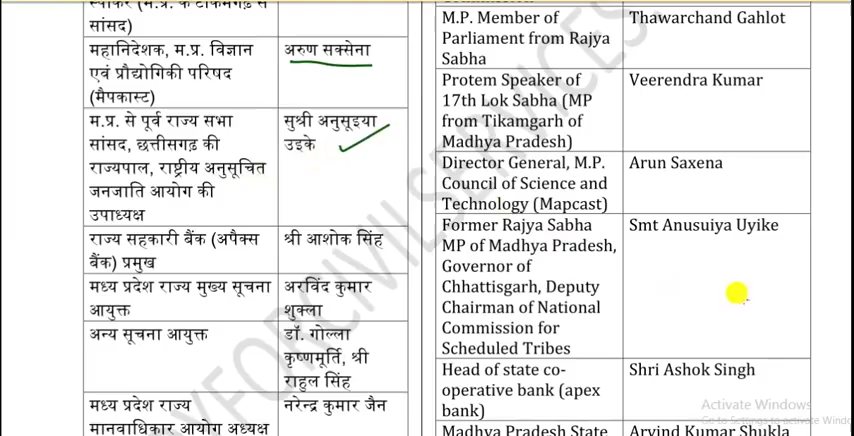 स्पीकर (म.प्र. के टीकमगढ़ से
सांसद)
महानिदेशक, म.प्र. विज्ञान
एवं प्रौद्योगिकी परिषद
(मैपकास्ट)
अरुण सक्सेना
म.प्र. से पूर्व राज्य सभा
सांसद, छत्तीसगढ़ की
राज्यपाल, राष्ट्रीय अनुसूचित
जनजाति आयोग की
उपाध्यक्ष
सुश्री अनुसूइया
उइके
राज्य सहकारी बैंक (अपैक्स
बैंक) प्रमुख
श्री आशोक सिंह
मध्य प्रदेश राज्य मुख्य सूचना
आयुक्त
अरविंद कुमार
शुक्ला
अन्य सूचना आयुक्त
डॉ. गोल्ला
कृष्णमूर्ति, श्री
राहुल सिंह
मध्य प्रदेश राज्य
मानवाधिकार आयोग अध्यक्ष
नरेन्द्र कुमार जैन
M.P. Member of
Parliament from Rajya
Sabha
Thawarchand Gahlot
Protem Speaker of
17th Lok Sabha (MP
from Tikamgarh of
Madhya Pradesh)
Veerendra Kumar
Director General, M.P.
Council of Science and
Technology (Mapcast)
Arun Saxena
Former Rajya Sabha
MP of Madhya Pradesh,
Governor of
Chhattisgarh, Deputy
Chairman of National
Commission for
Scheduled Tribes
Smt Anusuiya Uyike
Head of state co-
operative bank (apex
bank)
Shri Ashok Singh
Madhya Pradesh State
Arvind Kumar Shukla
Activate Windows
Go to Settings to activate Windo